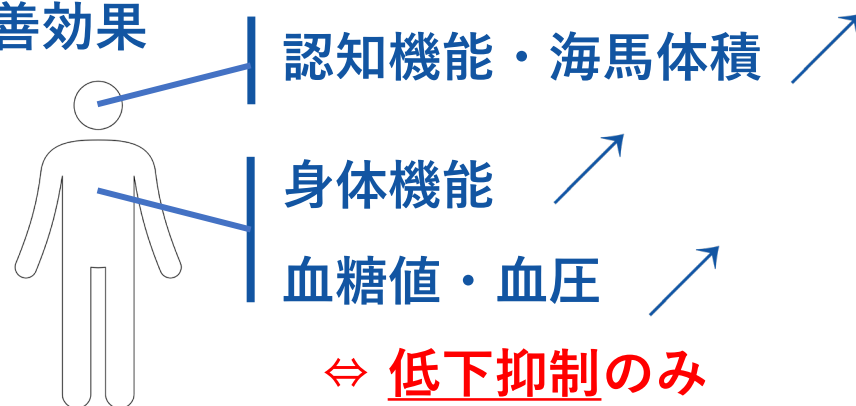 善効果
認知機能・海馬体積
身体機能
血糖値・血圧
⇔ 低下抑制のみ